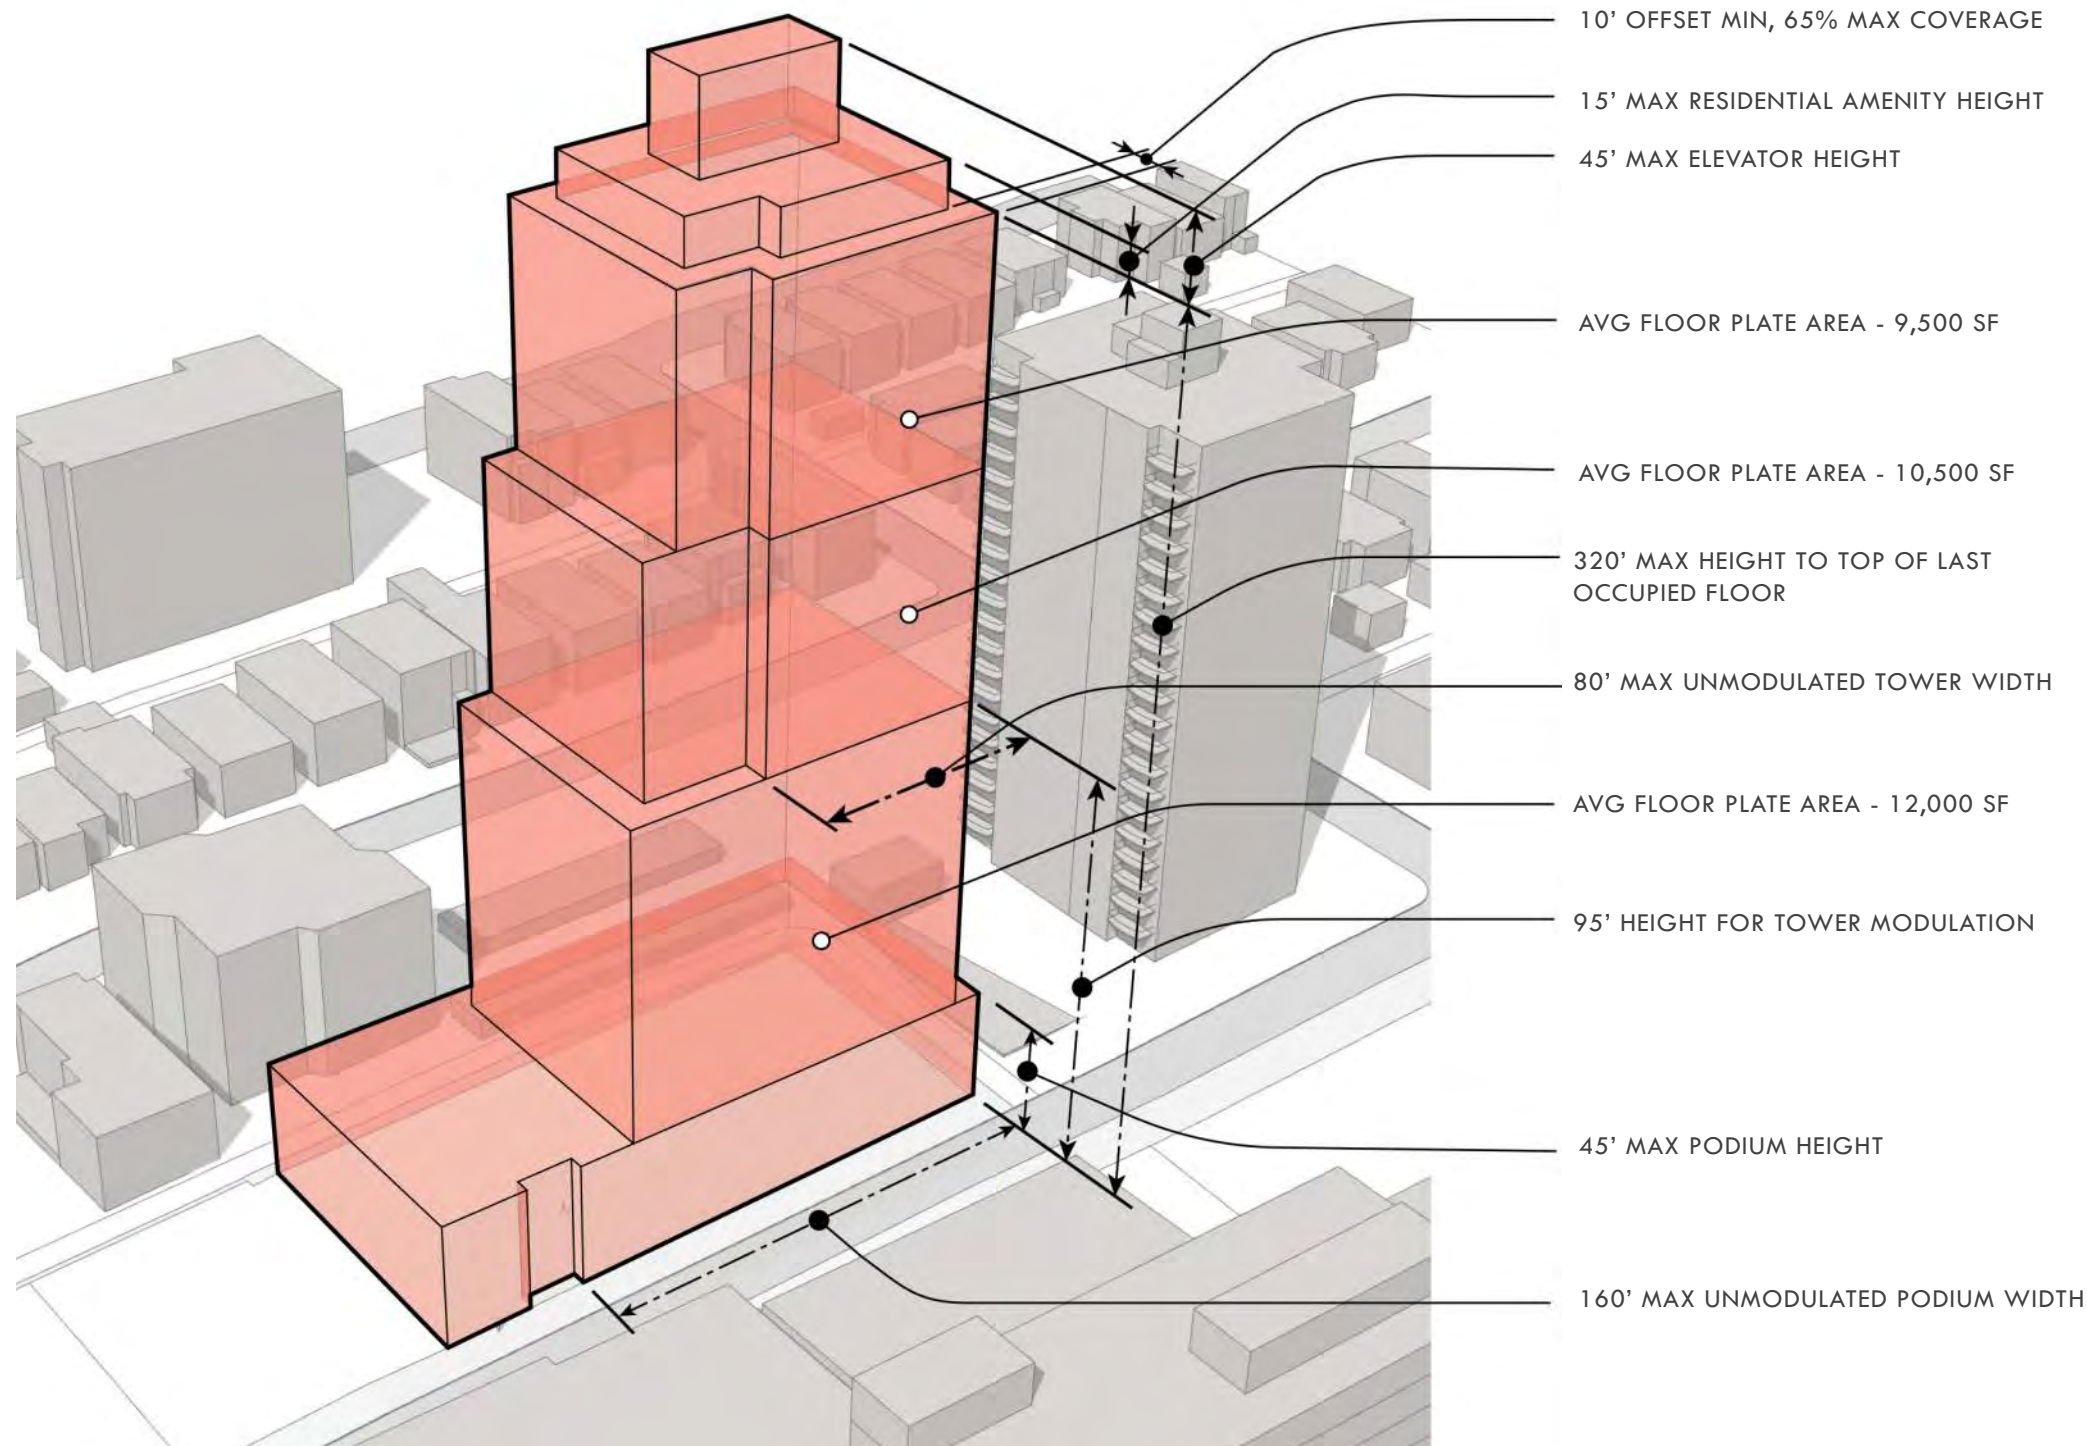 10’ OFFSET MIN, 65% MAX COVERAGE
15’ MAX RESIDENTIAL AMENITY HEIGHT
45’ MAX ELEVATOR HEIGHT
AVG FLOOR PLATE AREA - 9,500 SF
AVG FLOOR PLATE AREA - 10,500 SF
320’ MAX HEIGHT TO TOP OF LAST
OCCUPIED FLOOR
80’ MAX UNMODULATED TOWER WIDTH
AVG FLOOR PLATE AREA - 12,000 SF
95’ HEIGHT FOR TOWER MODULATION
45’ MAX PODIUM HEIGHT
160’ MAX UNMODULATED PODIUM WIDTH